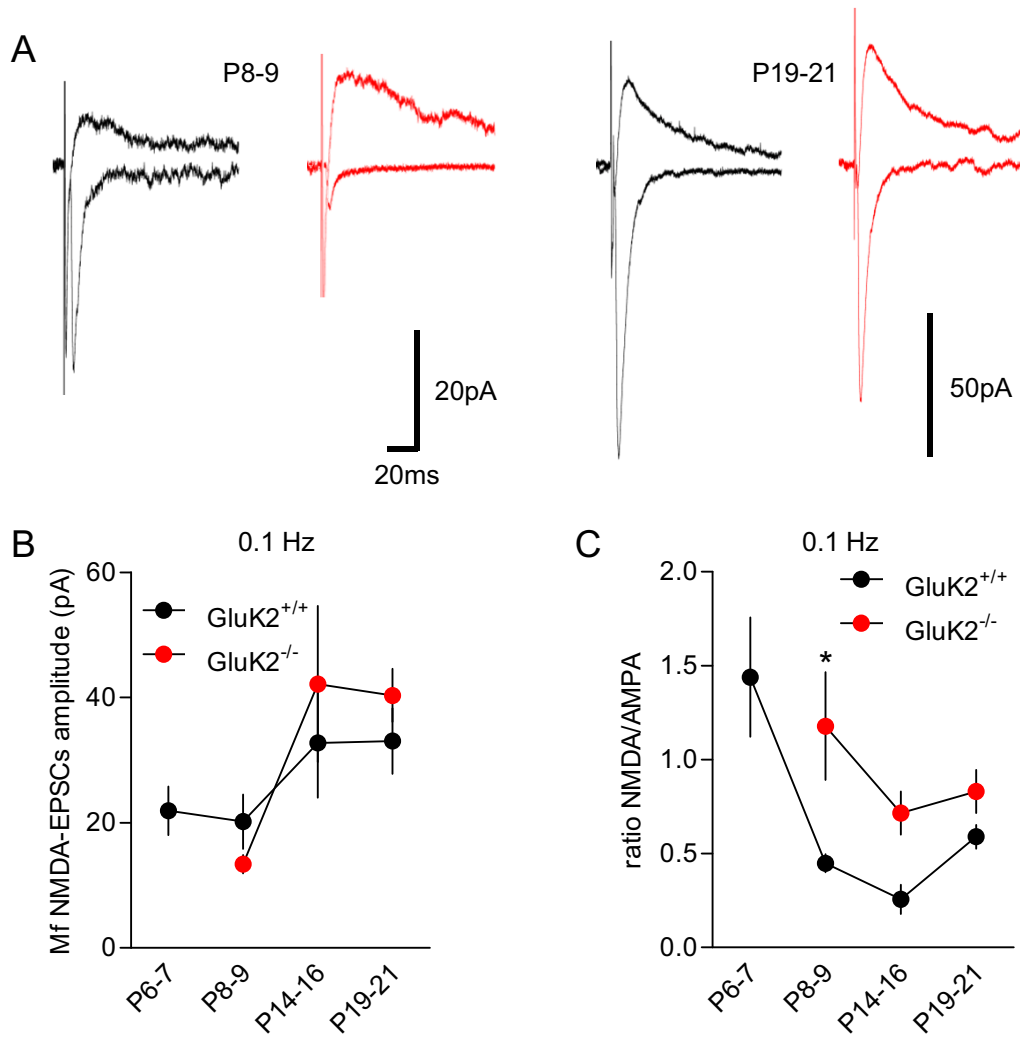 A
P8-9
P19-21
20pA
20ms
50pA
B
0.1 Hz
Mf NMDA-EPSCs amplitude (pA)
60
40
20
0
GluK2+/+
GluK2-/-
P6-7
P8-9
P14-16
P19-21
C
0.1 Hz
ratio NMDA/AMPA
2.0
1.5
1.0
0.5
0.0
GluK2+/+
GluK2-/-
*
P6-7
P8-9
P14-16
P19-21